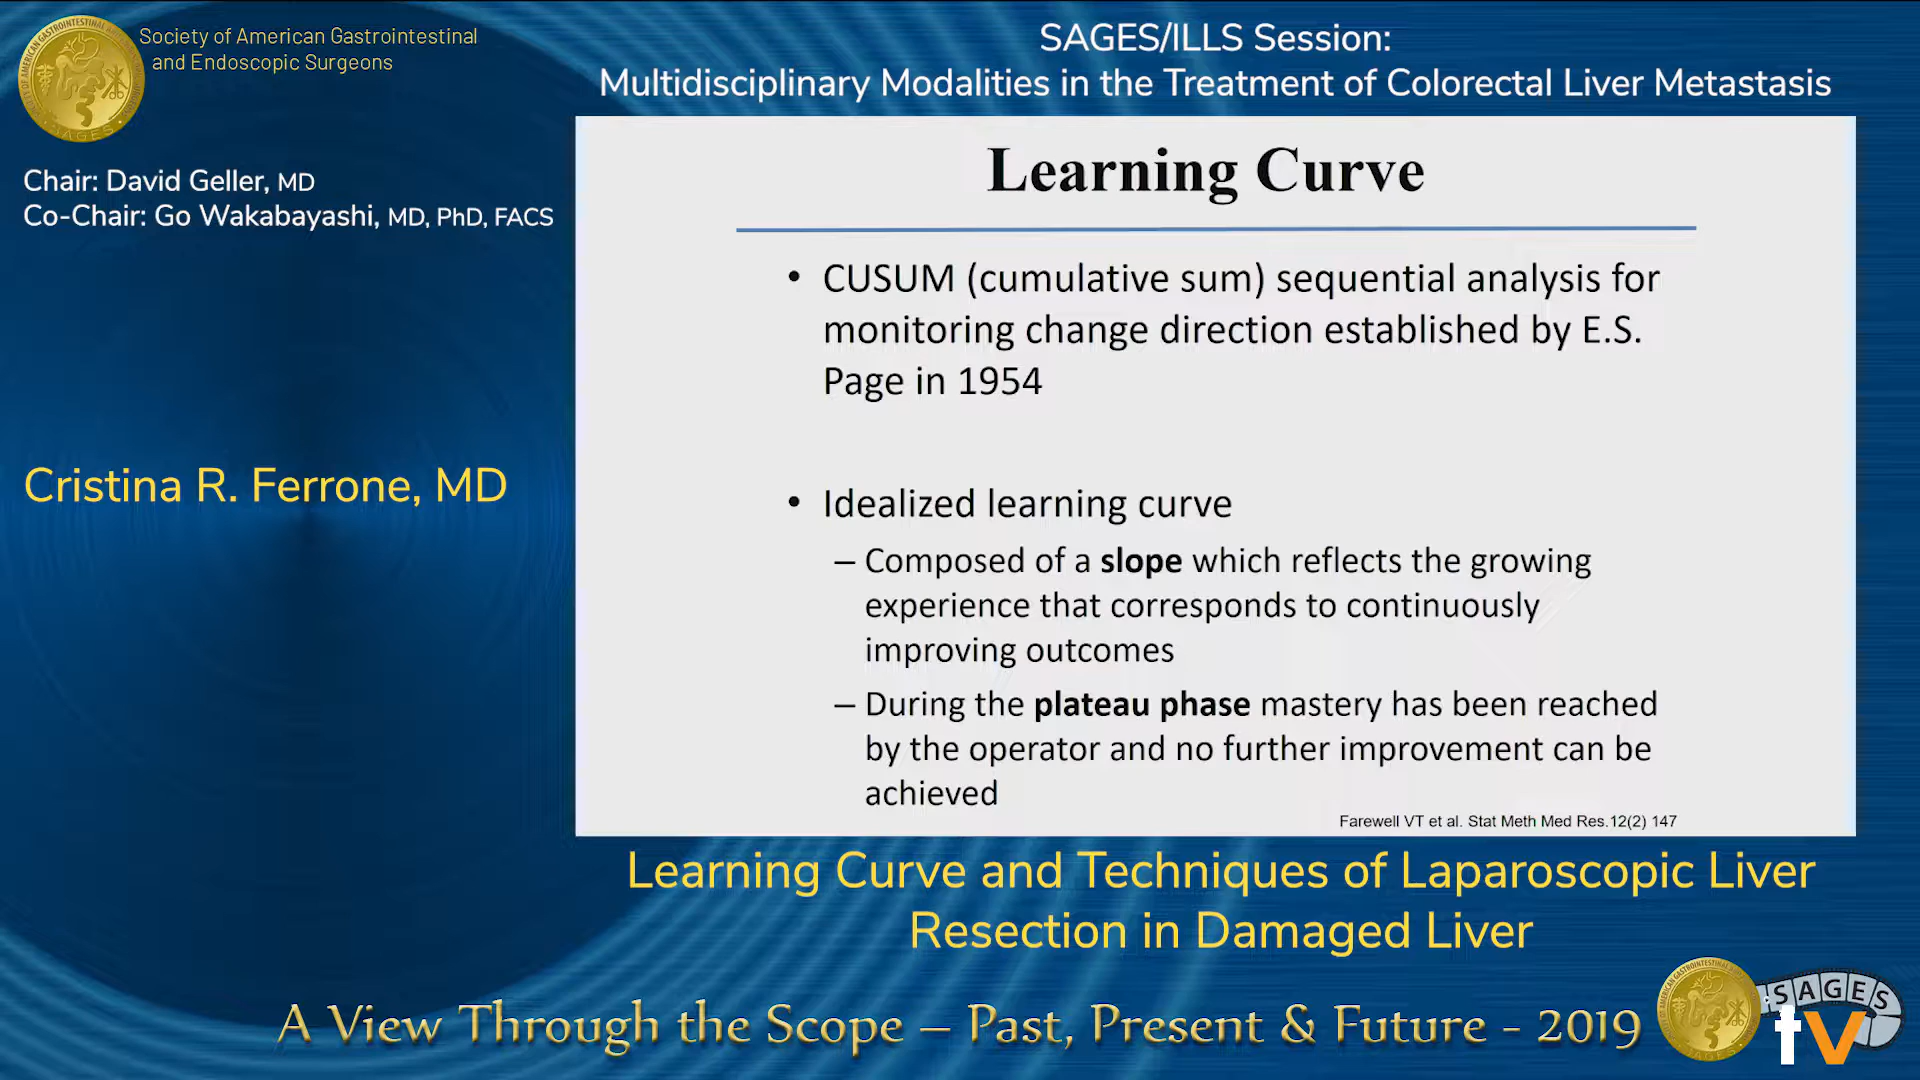 Society of American Gastrointestinal
and Endoscopic Surgeons
SAGES/ILLS Session:
Multidisciplinary Modalities in the Treatment of Colorectal Liver Metastasis
Chair: David Geller, MD
Co-Chair: Go Wakabayashi, MD, PhD, FACS
Cristina R. Ferrone, MD
Learning Curve
• CUSUM (cumulative sum) sequential analysis for
monitoring change direction established by E.S.
Page in 1954
• Idealized learning curve
– Composed of a slope which reflects the growing
experience that corresponds to continuously
improving outcomes
– During the plateau phase mastery has been reached
by the operator and no further improvement can be
achieved
Farewell VT et al. Stat Meth Med Res.12(2) 147
Learning Curve and Techniques of Laparoscopic Liver
Resection in Damaged Liver
A View Through the Scope – Past, Present & Future - 2019
SAGES
tv